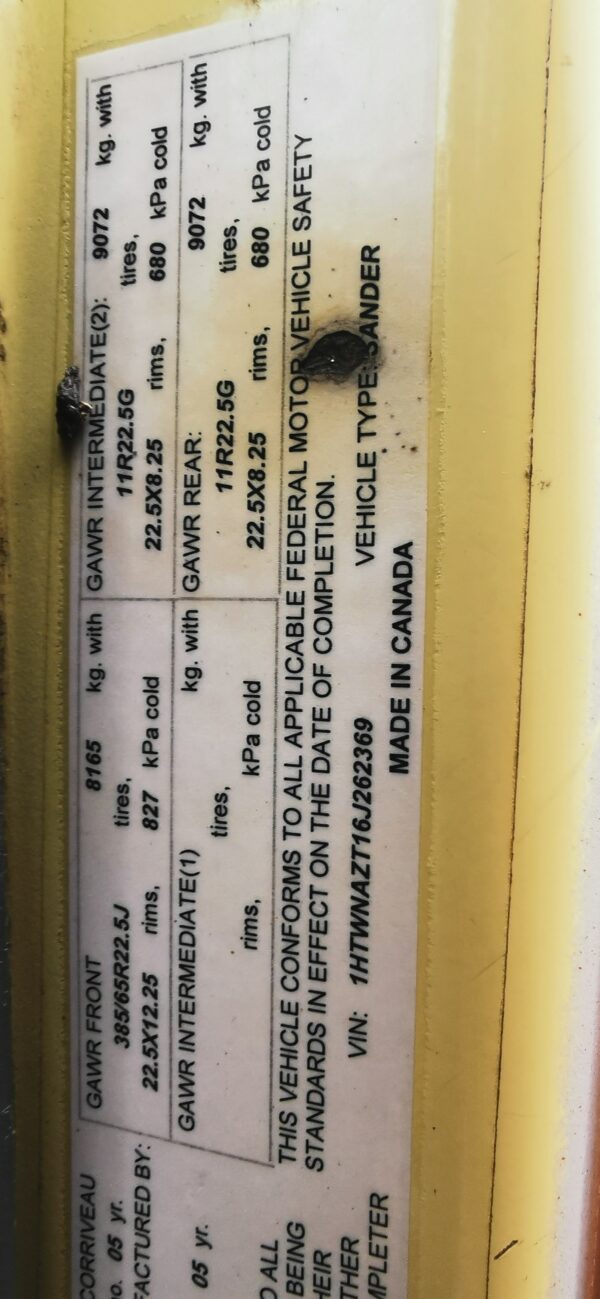 CORRIVEAU
o. 05 yr.
FACTURED BY:
05 yr.
O ALL
BEING
HEIR
THER
MPLETER
GAWR FRONT 8165 kg. with
385/65R22.5J tires,
22.5X12.25 rims, 827 kPa cold
GAWR INTERMEDIATE(2): 9072 kg. with
11R22.5G tires,
22.5X8.25 rims, 680 kPa cold
GAWR INTERMEDIATE(1) kg. with
tires,
rims, kPa cold
GAWR REAR: 9072 kg. with
11R22.5G tires,
22.5X8.25 rims, 680 kPa cold
THIS VEHICLE CONFORMS TO ALL APPLICABLE FEDERAL MOTOR VEHICLE SAFETY
STANDARDS IN EFFECT ON THE DATE OF COMPLETION.
VIN: 1HTWNAZT16J262369 VEHICLE TYPE: SANDER
MADE IN CANADA